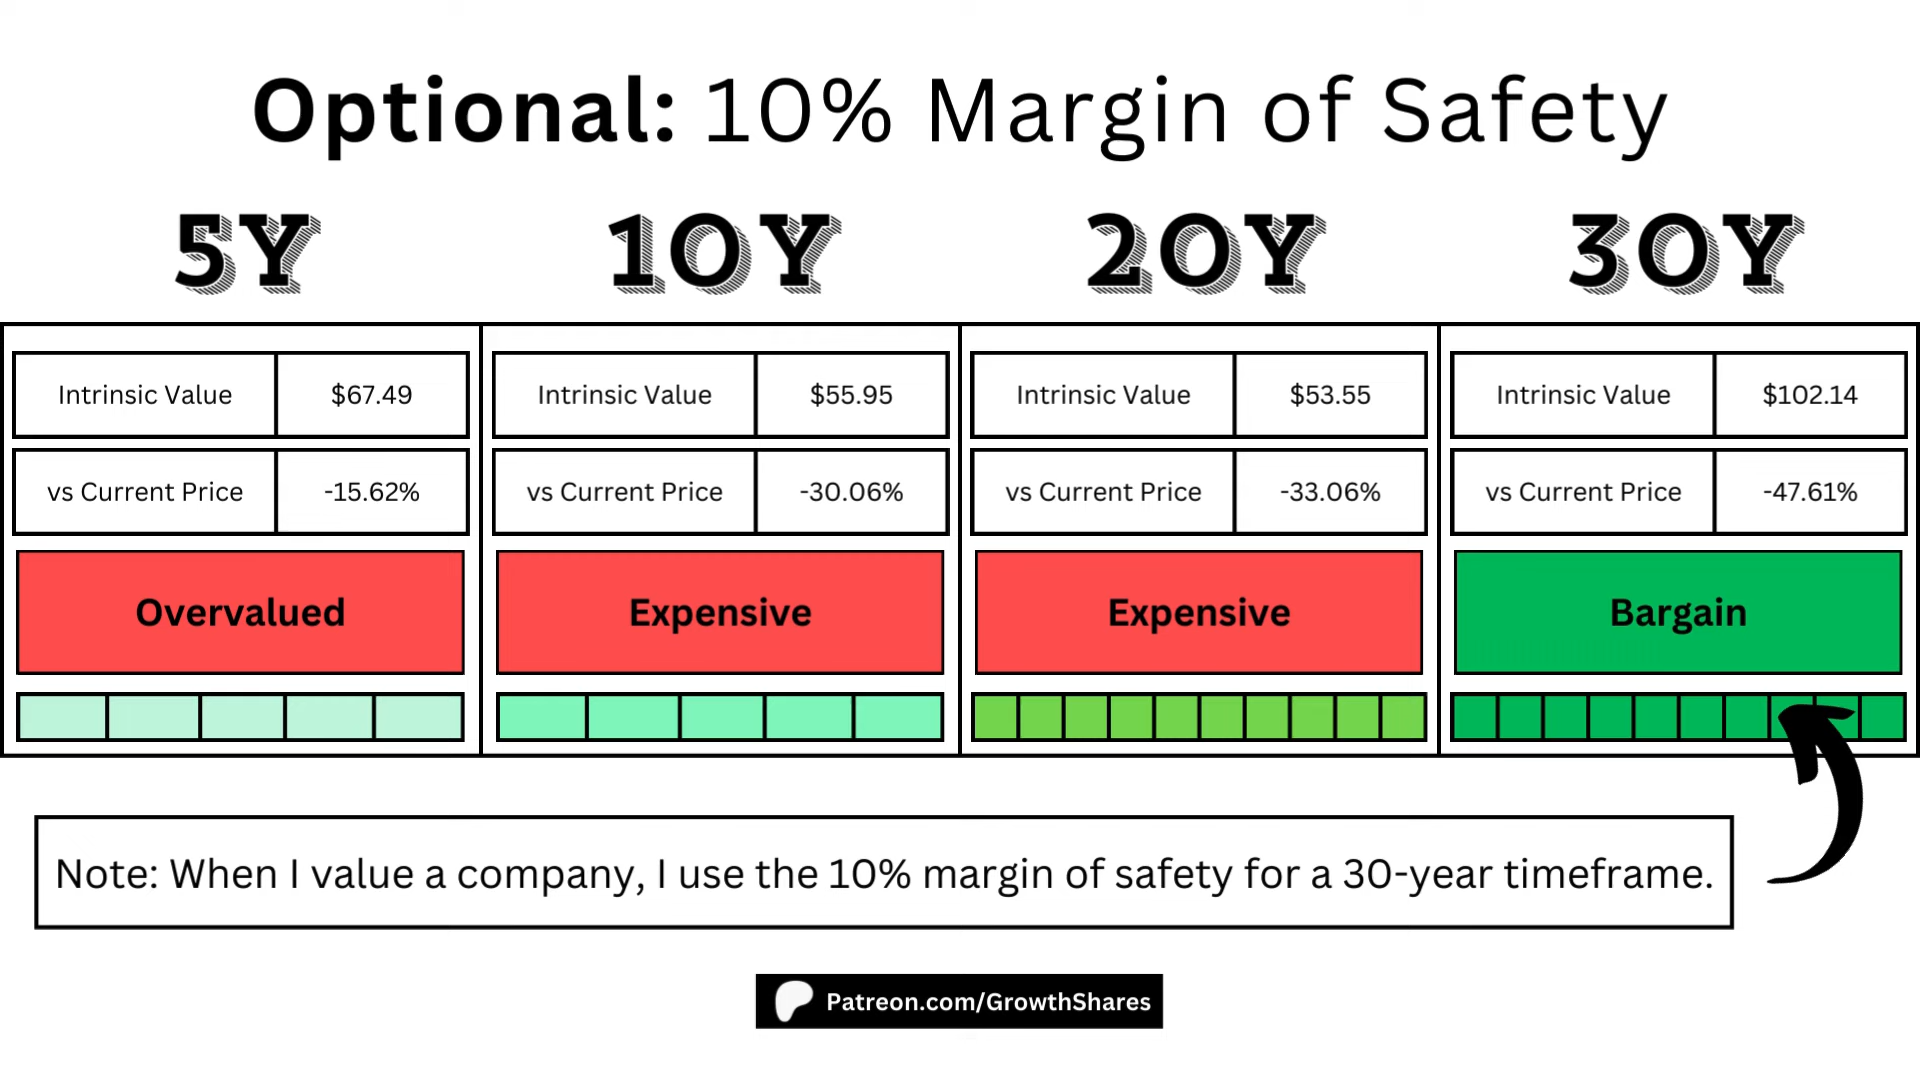 Optional: 10% Margin of Safety
5Y 10Y 20Y 30Y
Intrinsic Value $67.49 Intrinsic Value $55.95 Intrinsic Value $53.55 Intrinsic Value $102.14
vs Current Price -15.62% vs Current Price -30.06% vs Current Price -33.06% vs Current Price -47.61%
Overvalued Expensive Expensive Bargain
Note: When I value a company, I use the 10% margin of safety for a 30-year timeframe.
Patreon.com/GrowthShares